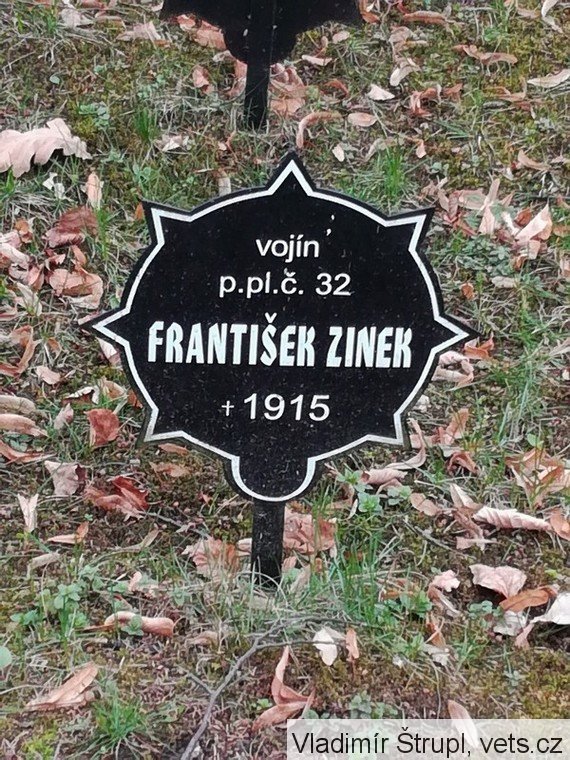 vojín
p.pl.č. 32
FRANTIŠEK ZINEK
+ 1915
Vladimír Štrupl, vets.cz